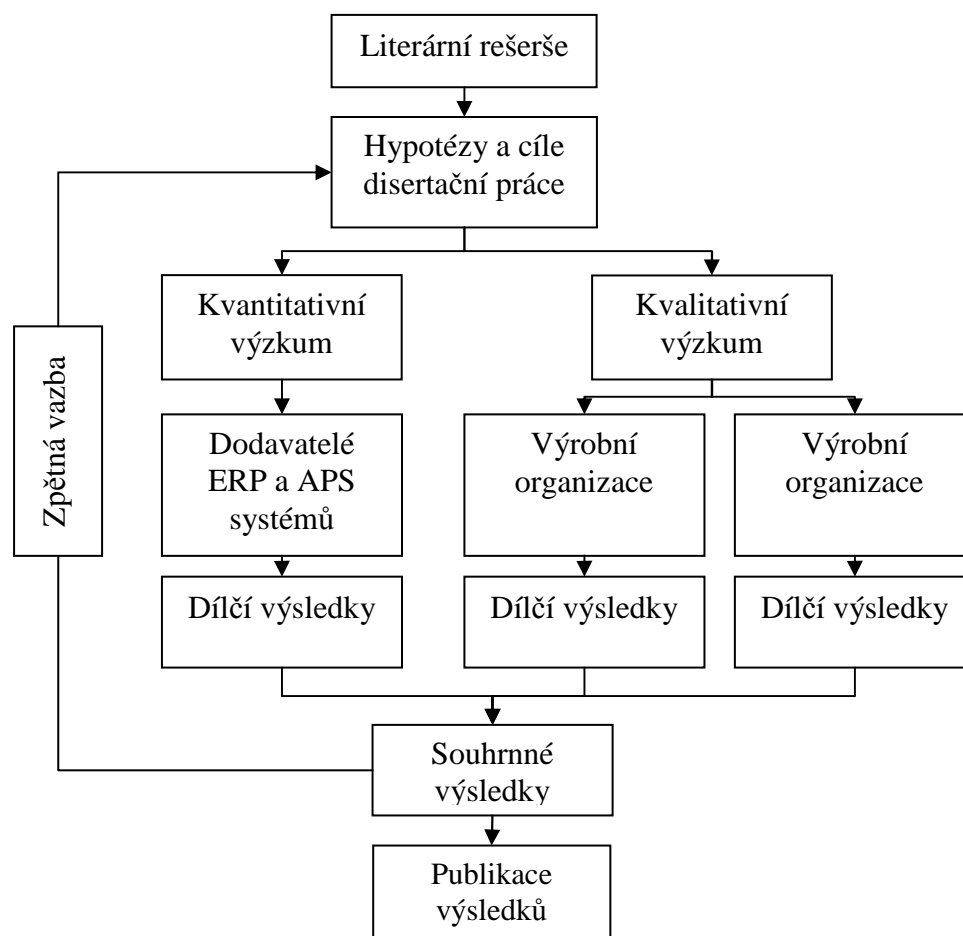 Literární rešerše
Hypotézy a cíle
disertační práce
Kvantitativní
výzkum
Kvalitativní
výzkum
Zpětná vazba
Dodavatelé
ERP a APS
systémů
Výrobní
organizace
Výrobní
organizace
Dílčí výsledky
Dílčí výsledky
Dílčí výsledky
Souhrnné
výsledky
Publikace
výsledků